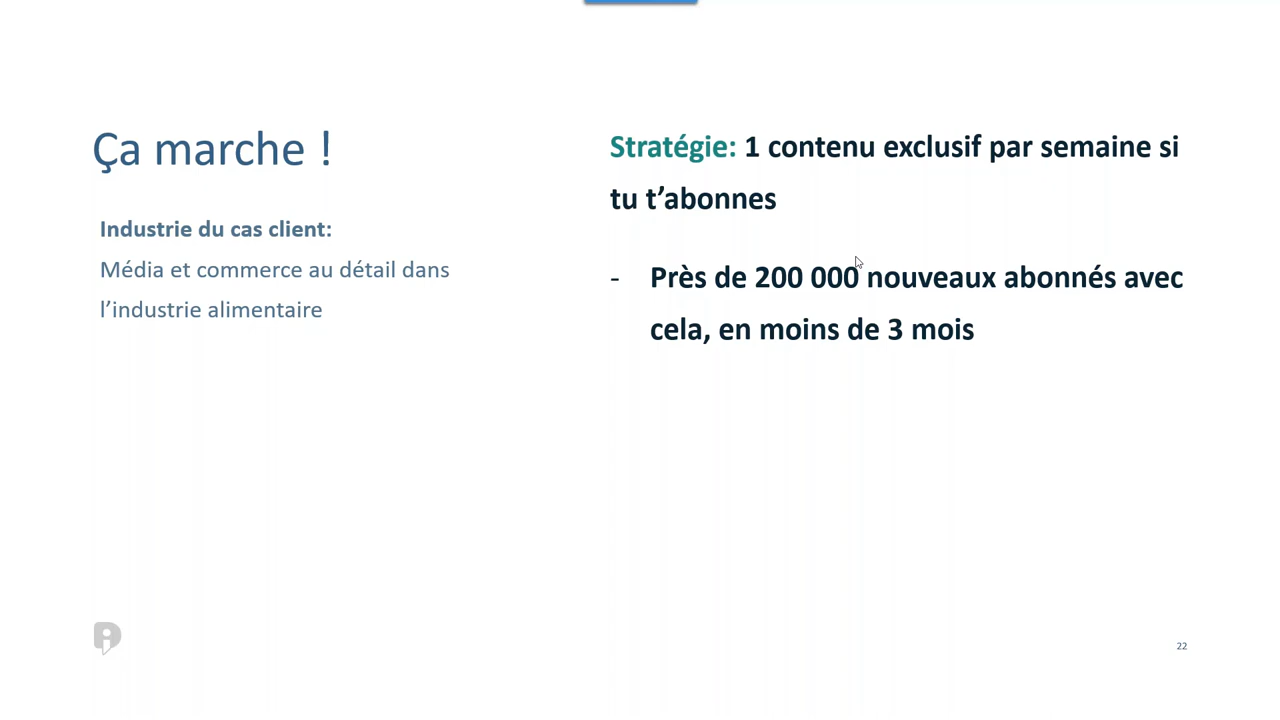 Ça marche !
Industrie du cas client:
Média et commerce au détail dans
l’industrie alimentaire
Stratégie: 1 contenu exclusif par semaine si
tu t’abonnes
- Près de 200 000 nouveaux abonnés avec
cela, en moins de 3 mois
22